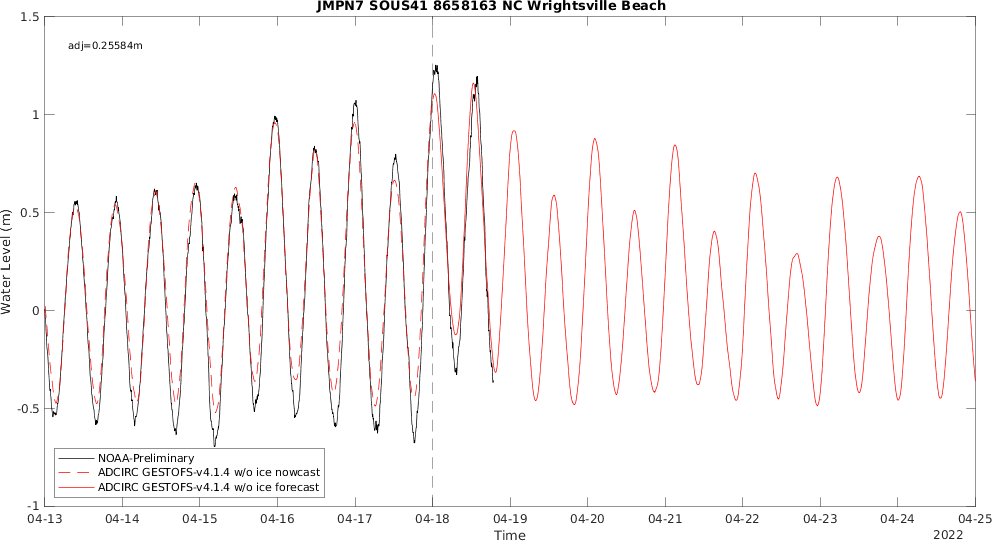 JMPN7 SOUS41 8658163 NC Wrightsville Beach
1.5
adj=0.25584m
1
0.5
Water Level (m)
0
-0.5
NOAA-Preliminary
ADCIRC GESTOFS-v4.1.4 w/o ice nowcast
ADCIRC GESTOFS-v4.1.4 w/o ice forecast
-1
04-13 04-14 04-15 04-16 04-17 04-18 04-19 04-20 04-21 04-22 04-23 04-24 04-25
Time
2022